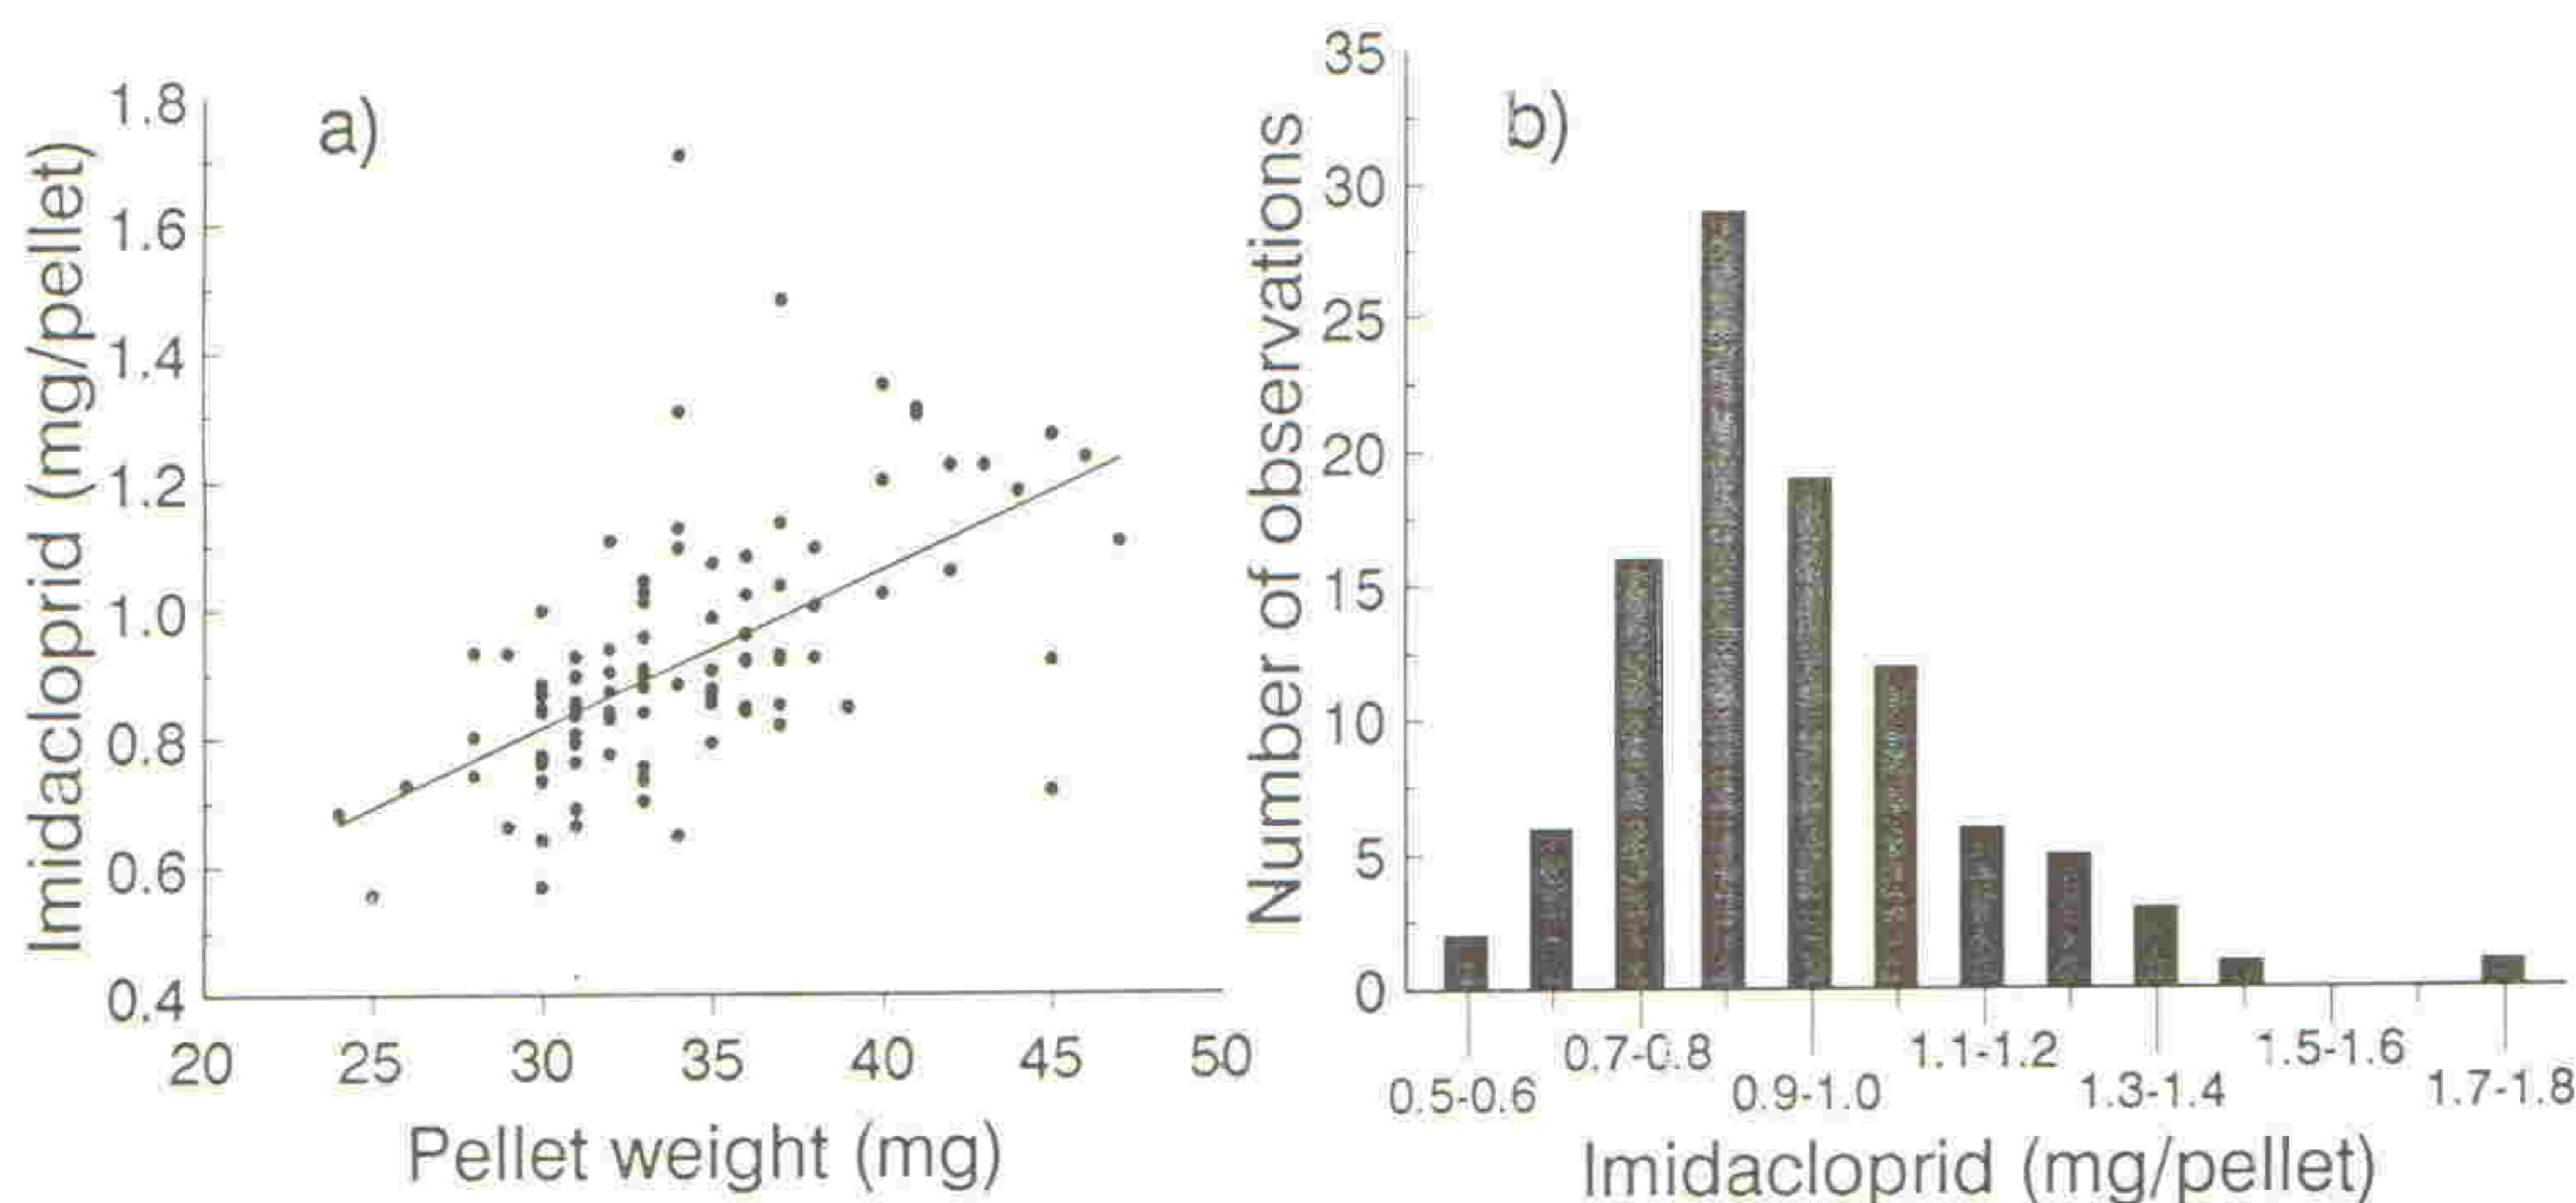 a)
1.8
1.6
1.4
1.2
1.0
0.8
0.6
0.4
Imidacloprid (mg/pellet)
20 25 30 35 40 45 50
Pellet weight (mg)
b)
35
30
25
20
15
10
5
0
Number of observations
0.7-0.8 1.1-1.2 1.5-1.6
0.5-0.6 0.9-1.0 1.3-1.4 1.7-1.8
Imidacloprid (mg/pellet)